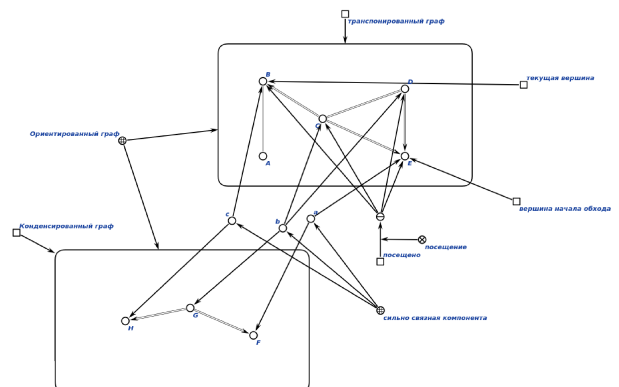 транспонированный граф
B
D
текущая вершина
C
Ориентированный граф
A
E
вершина начала обхода
c
b
a
Конденсированный граф
посещение
посещено
сильно связная компонента
G
H
F